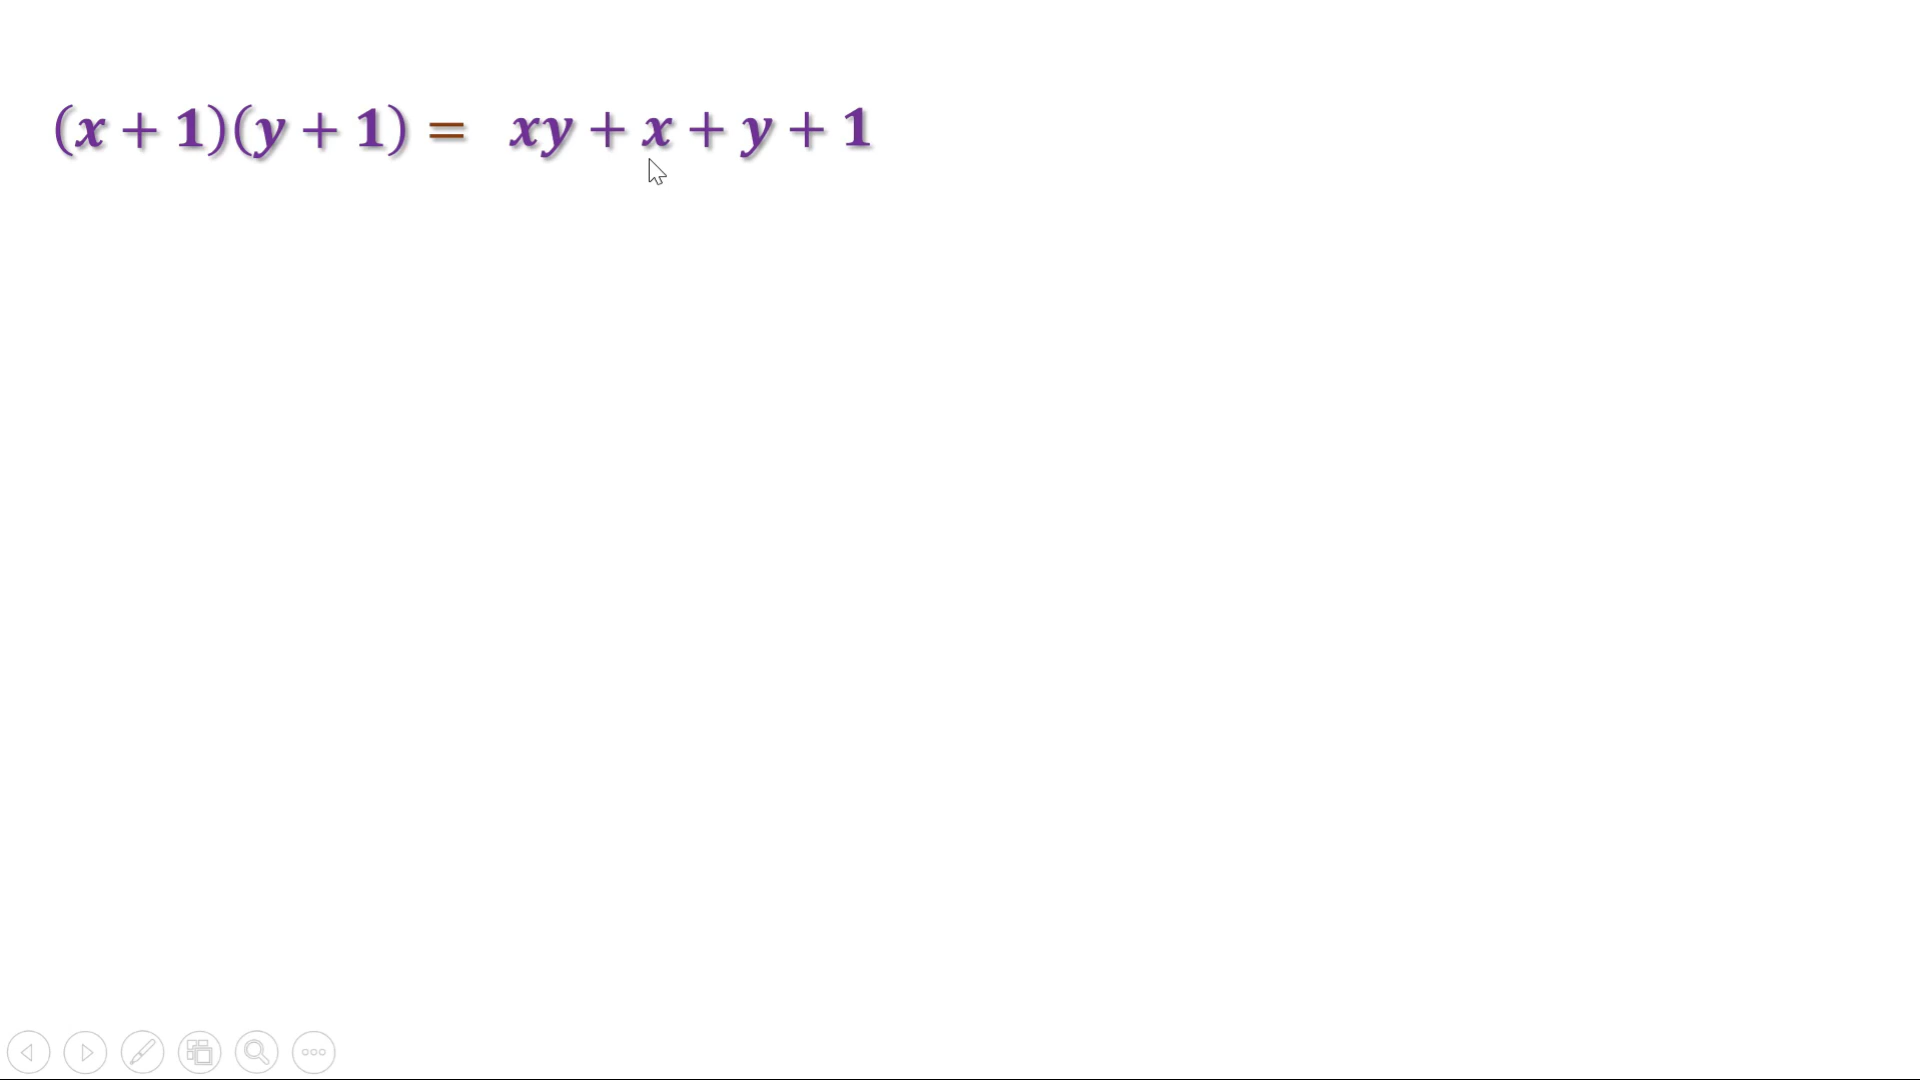 (x + 1)(y + 1) = xy + x + y + 1